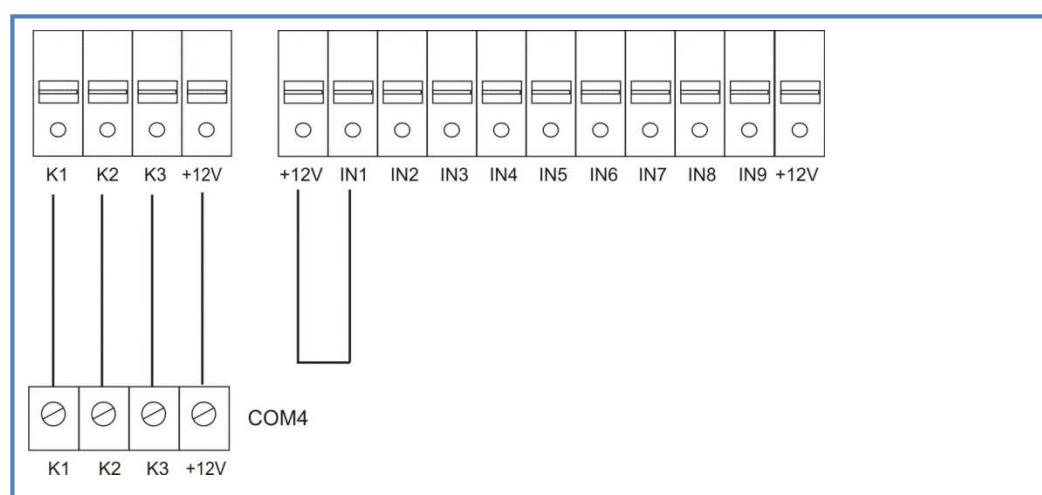 K1 K2 K3 +12V +12V IN1 IN2 IN3 IN4 IN5 IN6 IN7 IN8 IN9 +12V
COM4
K1 K2 K3 +12V